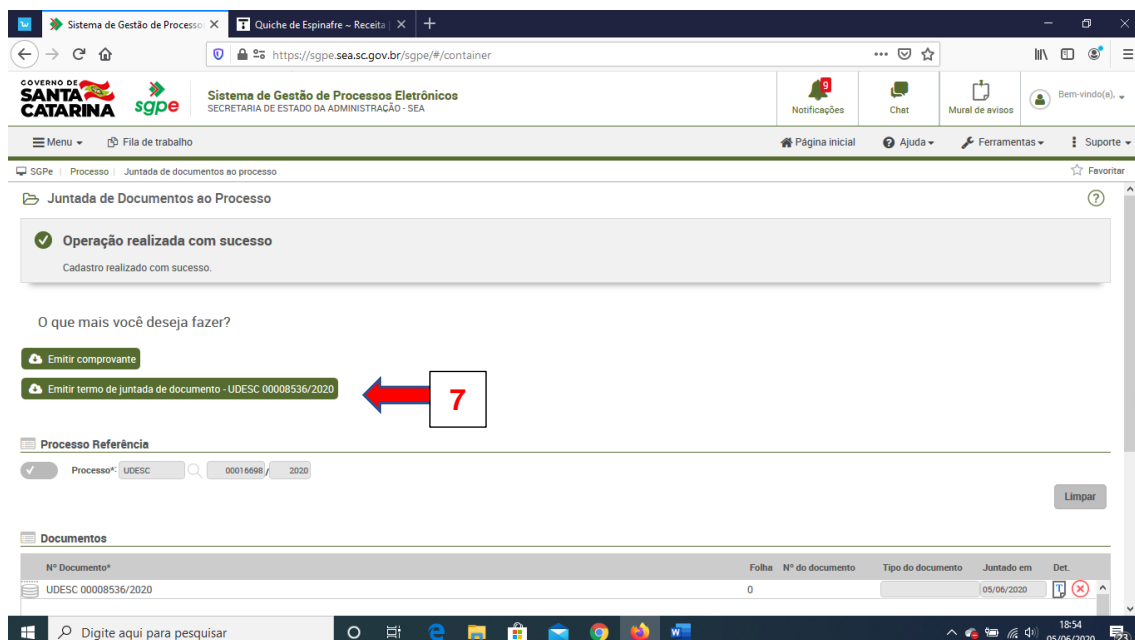 Sistema de Gestão de Processo
Quiche de Espinafre ~ Receita
https://sgpe.sea.sc.gov.br/sgpe/#/container
GOVERNO DE
SANTA
CATARINA
sgpe
Sistema de Gestão de Processos Eletrônicos
SECRETARIA DE ESTADO DA ADMINISTRAÇÃO - SEA
9
Notificações
Chat
Mural de avisos
Bem-vindo(a),
Menu
Fila de trabalho
Página inicial
Ajuda
Ferramentas
Suporte
SGPe | Processo | Juntada de documentos ao processo
Favoritar
Juntada de Documentos ao Processo
Operação realizada com sucesso
Cadastro realizado com sucesso.
O que mais você deseja fazer?
Emitir comprovante
Emitir termo de juntada de documento - UDESC 00008536/2020
7
Processo Referência
Processo*: UDESC 00016698 / 2020
Limpar
Documentos
Nº Documento* Folha Nº do documento Tipo do documento Juntado em Det.
UDESC 00008536/2020 0 05/06/2020
Digite aqui para pesquisar
18:54
05/06/2020